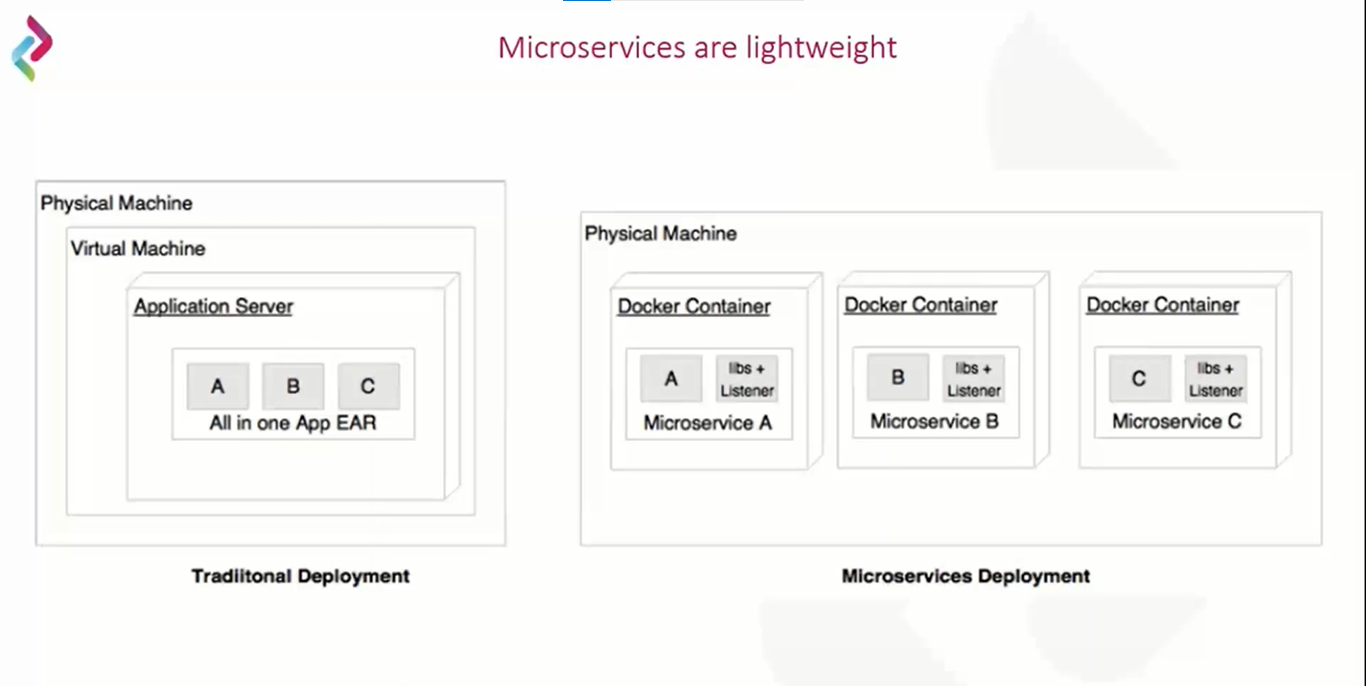 Microservices are lightweight
Physical Machine
Virtual Machine
Application Server
A
B
C
All in one App EAR
Tradiitonal Deployment
Physical Machine
Docker Container
A
libs +
Listener
Microservice A
Docker Container
B
libs +
Listener
Microservice B
Docker Container
C
libs +
Listener
Microservice C
Microservices Deployment